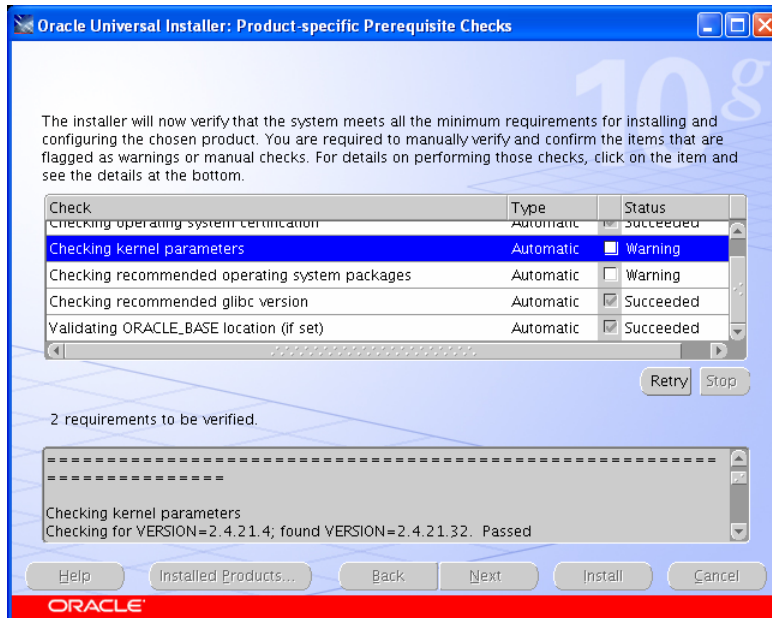 Oracle Universal Installer: Product-specific Prerequisite Checks
10g
The installer will now verify that the system meets all the minimum requirements for installing and
configuring the chosen product. You are required to manually verify and confirm the items that are
flagged as warnings or manual checks. For details on performing those checks, click on the item and
see the details at the bottom.
Check Type Status
Checking operating system certification Automatic Succeeded
Checking kernel parameters Automatic Warning
Checking recommended operating system packages Automatic Warning
Checking recommended glibc version Automatic Succeeded
Validating ORACLE_BASE location (if set) Automatic Succeeded
Retry Stop
2 requirements to be verified.
=========================================================
===============
Checking kernel parameters
Checking for VERSION=2.4.21.4; found VERSION=2.4.21.32. Passed
Help Installed Products... Back Next Install Cancel
ORACLE